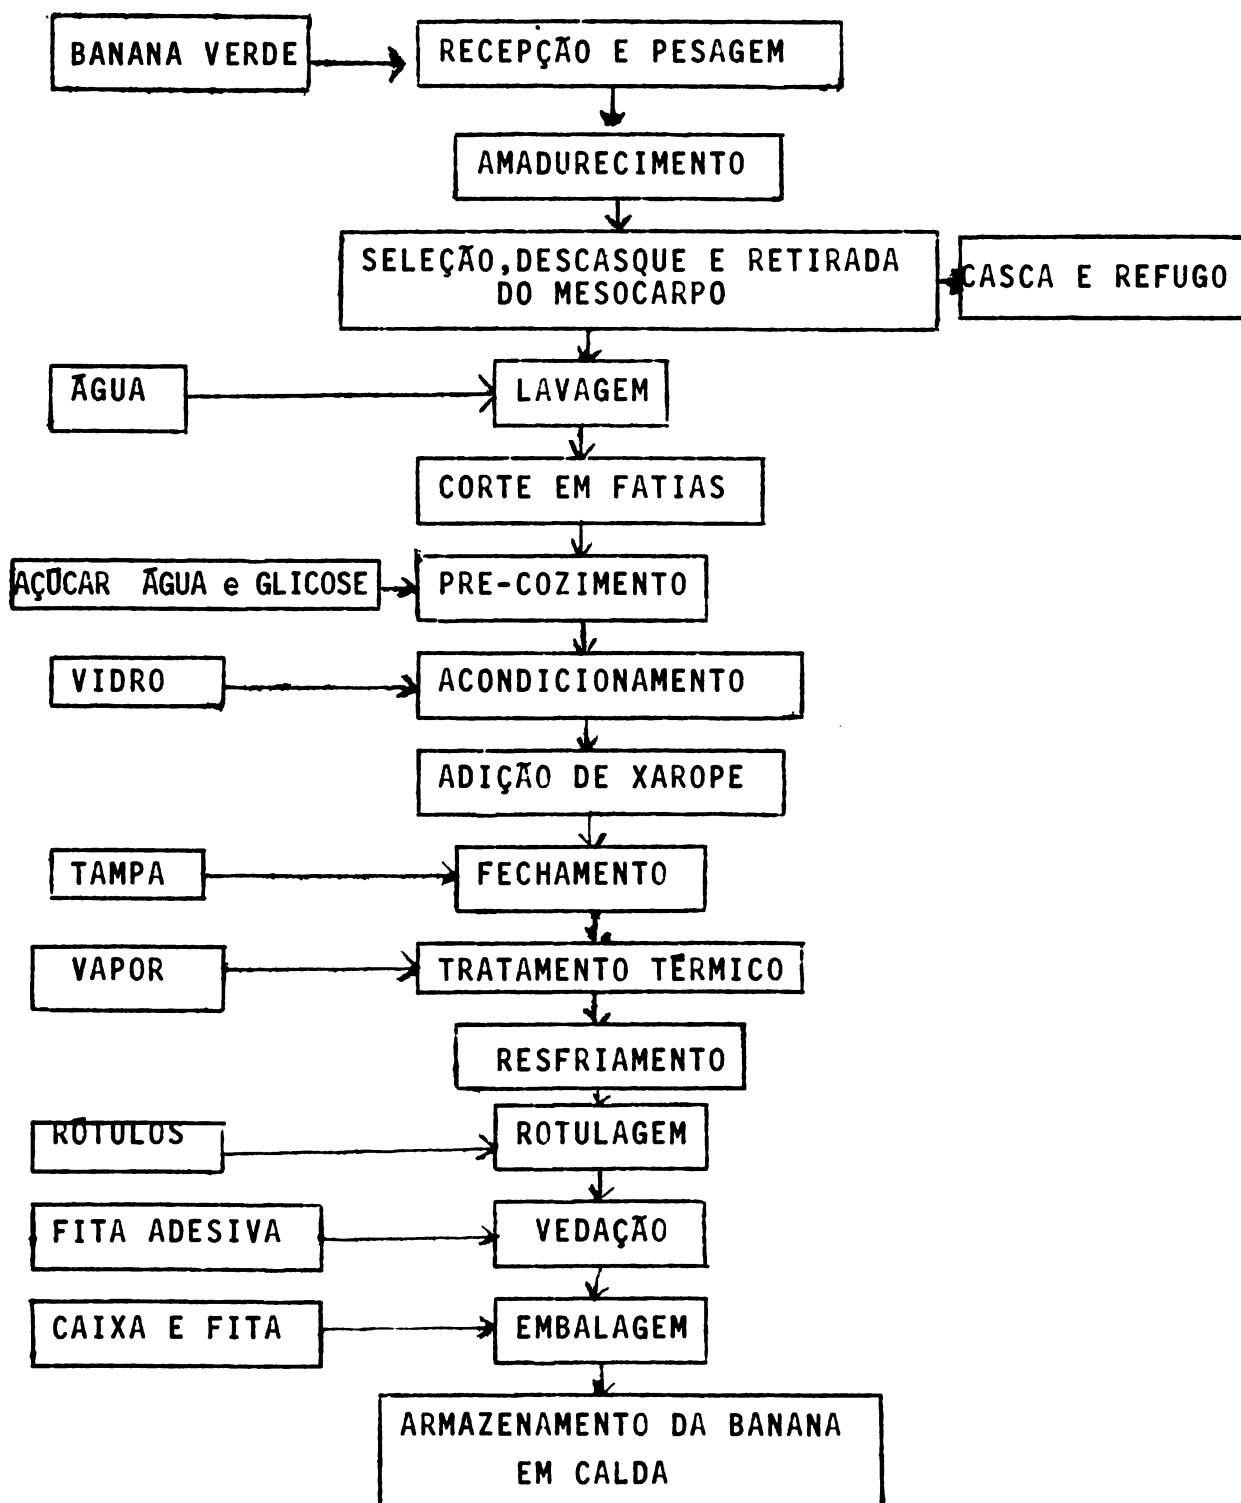 BANANA VERDE
RECEPÇÃO E PESAGEM
AMADURECIMENTO
SELEÇÃO, DESCASQUE E RETIRADA
DO MESOCARPO
CASCA E REFUGO
ÁGUA
LAVAGEM
CORTE EM FATIAS
AÇÚCAR ÁGUA e GLICOSE
PRE-COZIMENTO
VIDRO
ACONDICIONAMENTO
ADIÇÃO DE XAROPE
TAMPA
FECHAMENTO
VAPOR
TRATAMENTO TÉRMICO
RESFRIAMENTO
RÓTULOS
ROTULAGEM
FITA ADESIVA
VEDAÇÃO
CAIXA E FITA
EMBALAGEM
ARMAZENAMENTO DA BANANA
EM CALDA